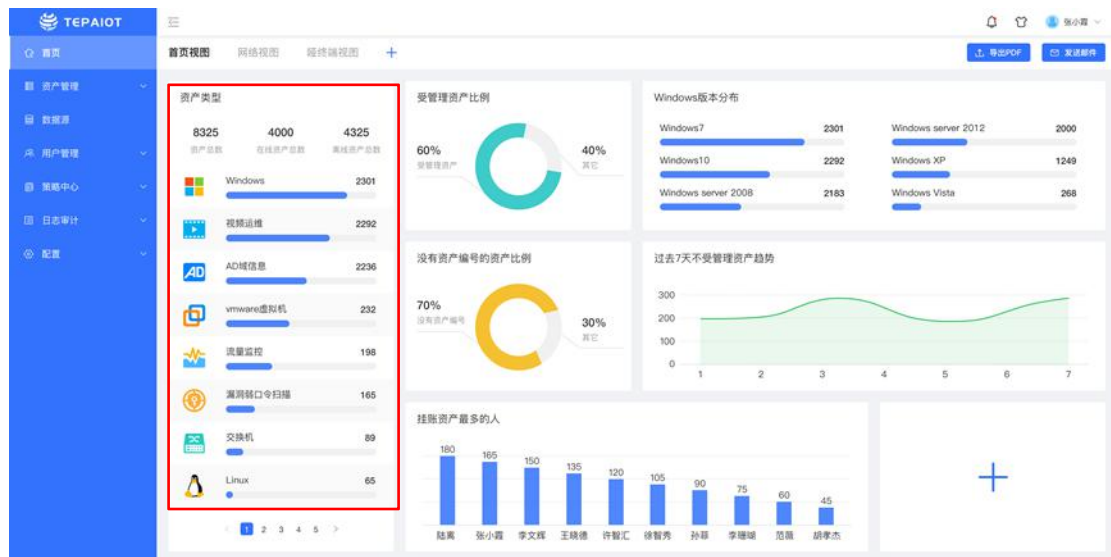 TEPAIOT
张小霞
首页
资产管理
数据源
用户管理
策略中心
日志审计
配置
首页视图 网络视图 哑终端视图 +
导出PDF 发送邮件
资产类型
8325 4000 4325
资产总数 在线资产总数 离线资产总数
Windows 2301
视频运维 2292
AD域信息 2236
vmware虚拟机 232
流量监控 198
漏洞弱口令扫描 165
交换机 89
Linux 65
< 1 2 3 4 5 >
受管理资产比例
60% 受管理资产
40% 其它
Windows版本分布
Windows7 2301
Windows server 2012 2000
Windows10 2292
Windows XP 1249
Windows server 2008 2183
Windows Vista 268
没有资产编号的资产比例
70% 没有资产编号
30% 其它
过去7天不受管理资产趋势
300
200
100
0
1 2 3 4 5 6 7
挂账资产最多的人
180 165 150 135 120 105 90 75 60 45
陆离 张小霞 李文辉 王晓德 许智汇 徐智秀 孙菲 李珊瑚 范薇 胡孝杰